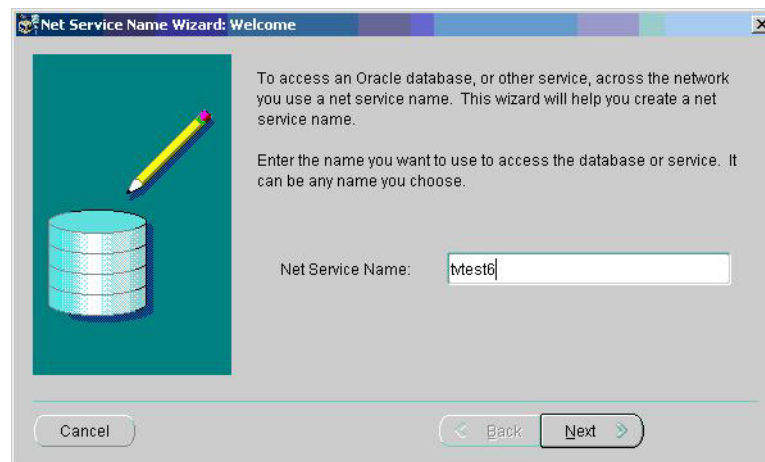 Net Service Name Wizard: Welcome
To access an Oracle database, or other service, across the network
you use a net service name. This wizard will help you create a net
service name.
Enter the name you want to use to access the database or service. It
can be any name you choose.
Net Service Name: tvtest6
Cancel
Back
Next